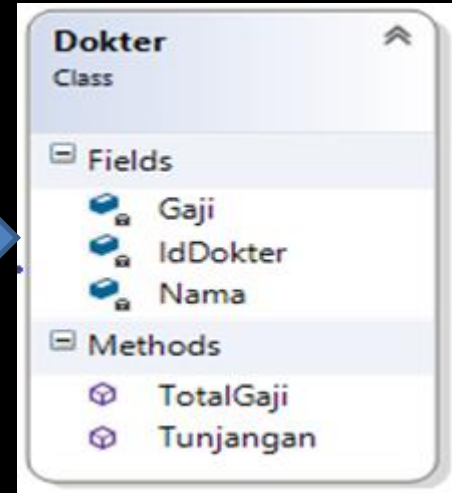 Dokter
Class
Fields
Gaji
IdDokter
Nama
Methods
TotalGaji
Tunjangan